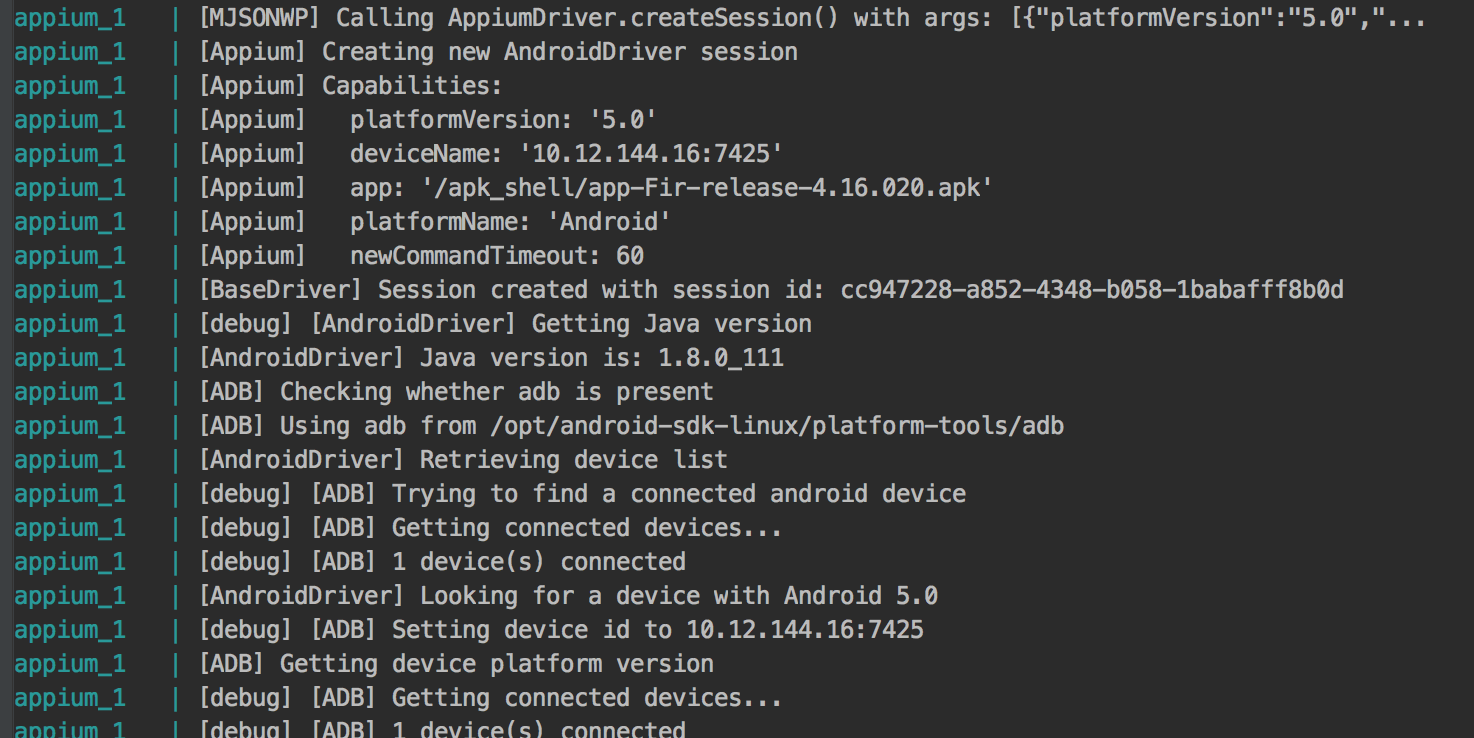 appium_1   | [MJSONWP] Calling AppiumDriver.createSession() with args: [{"platformVersion":"5.0","...
appium_1   | [Appium] Creating new AndroidDriver session
appium_1   | [Appium] Capabilities:
appium_1   | [Appium]   platformVersion: '5.0'
appium_1   | [Appium]   deviceName: '10.12.144.16:7425'
appium_1   | [Appium]   app: '/apk_shell/app-Fir-release-4.16.020.apk'
appium_1   | [Appium]   platformName: 'Android'
appium_1   | [Appium]   newCommandTimeout: 60
appium_1   | [BaseDriver] Session created with session id: cc947228-a852-4348-b058-1babafff8b0d
appium_1   | [debug] [AndroidDriver] Getting Java version
appium_1   | [AndroidDriver] Java version is: 1.8.0_111
appium_1   | [ADB] Checking whether adb is present
appium_1   | [ADB] Using adb from /opt/android-sdk-linux/platform-tools/adb
appium_1   | [AndroidDriver] Retrieving device list
appium_1   | [debug] [ADB] Trying to find a connected android device
appium_1   | [debug] [ADB] Getting connected devices...
appium_1   | [debug] [ADB] 1 device(s) connected
appium_1   | [AndroidDriver] Looking for a device with Android 5.0
appium_1   | [debug] [ADB] Setting device id to 10.12.144.16:7425
appium_1   | [ADB] Getting device platform version
appium_1   | [debug] [ADB] Getting connected devices...
appium_1   | [debug] [ADB] 1 device(s) connected